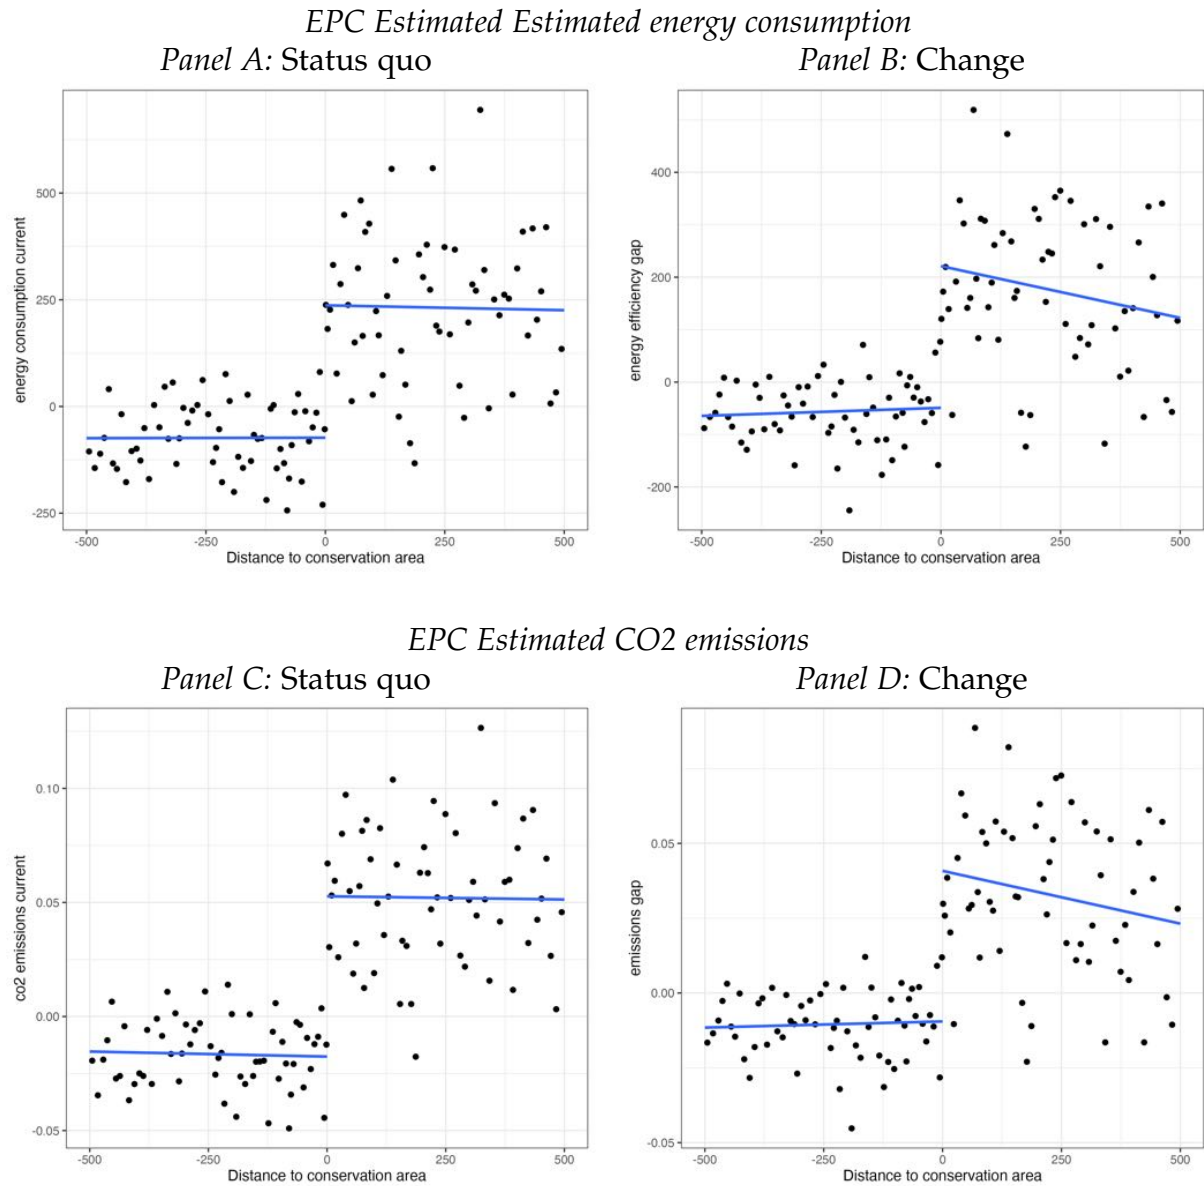 EPC Estimated Estimated energy consumption
Panel A: Status quo
Panel B: Change
energy consumption current
500
250
0
-250
-500
-250
0
250
500
Distance to conservation area
energy efficiency gap
400
200
0
-200
-500
-250
0
250
500
Distance to conservation area
EPC Estimated CO2 emissions
Panel C: Status quo
Panel D: Change
co2 emissions current
0.10
0.05
0.00
-0.05
-500
-250
0
250
500
Distance to conservation area
emissions gap
0.05
0.00
-0.05
-500
-250
0
250
500
Distance to conservation area